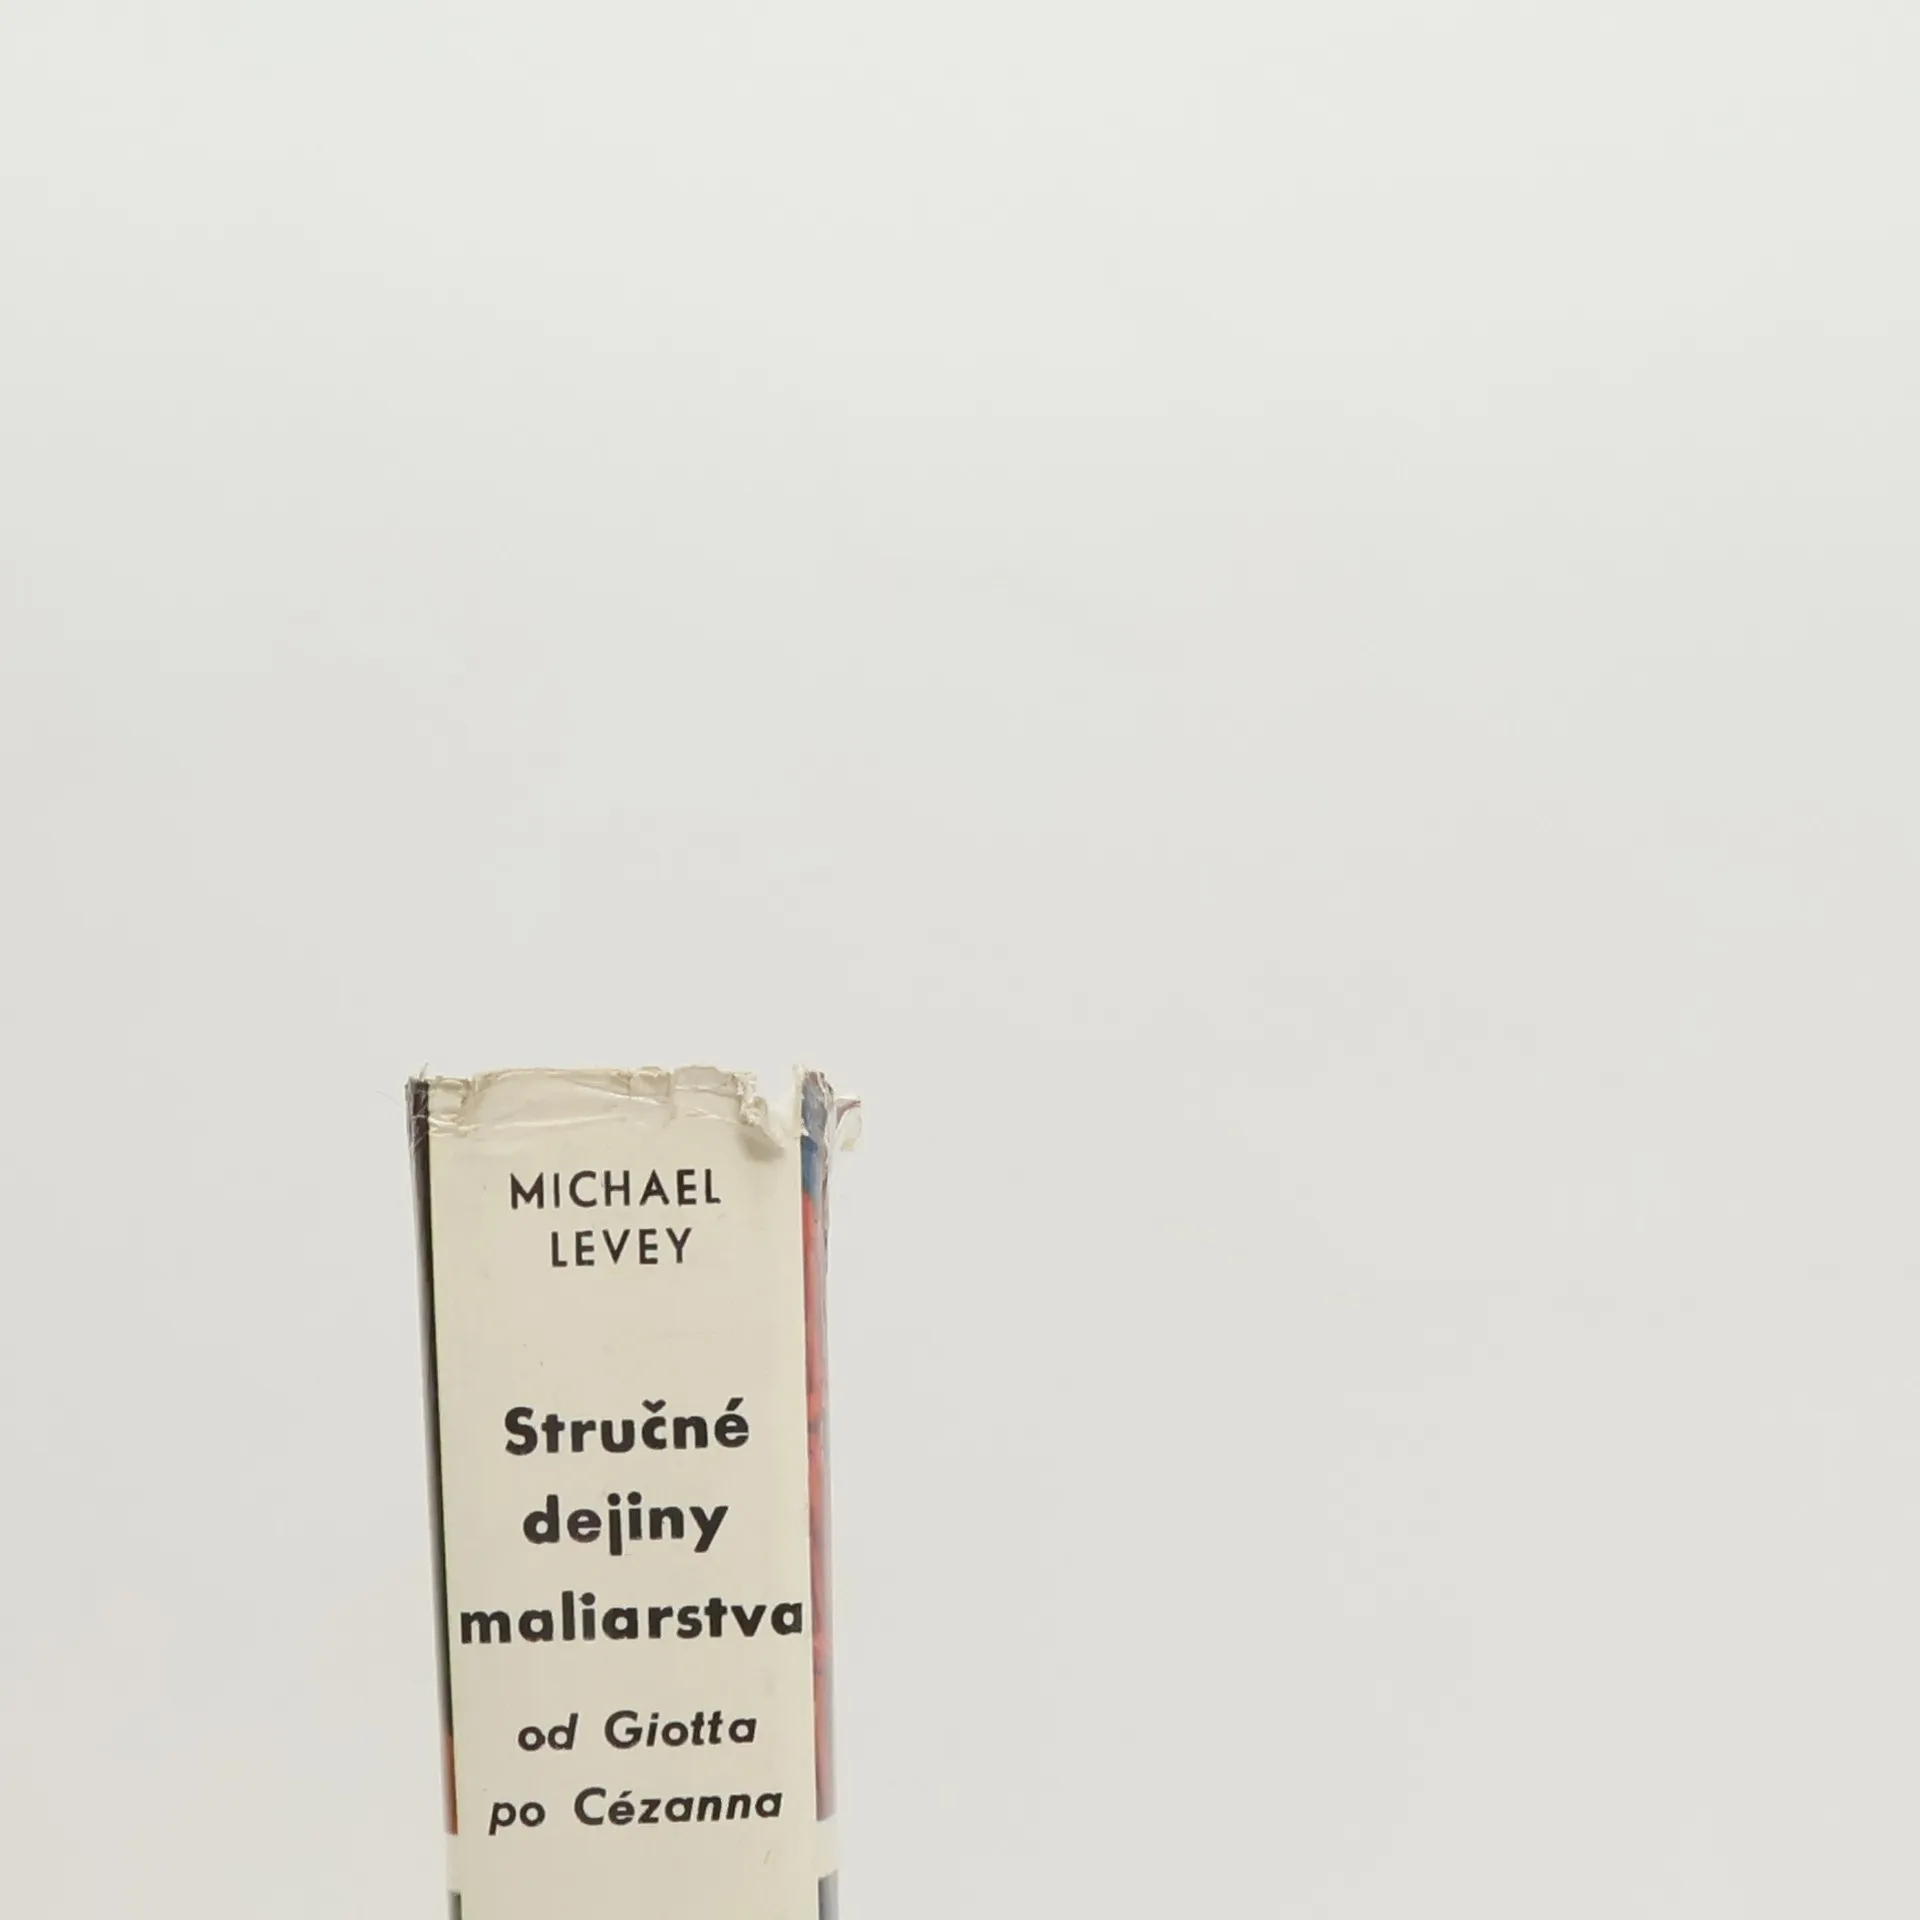 MICHAEL
LEVEY
Stručné
dejiny
maliarstva
od Giotta
po Cézanna